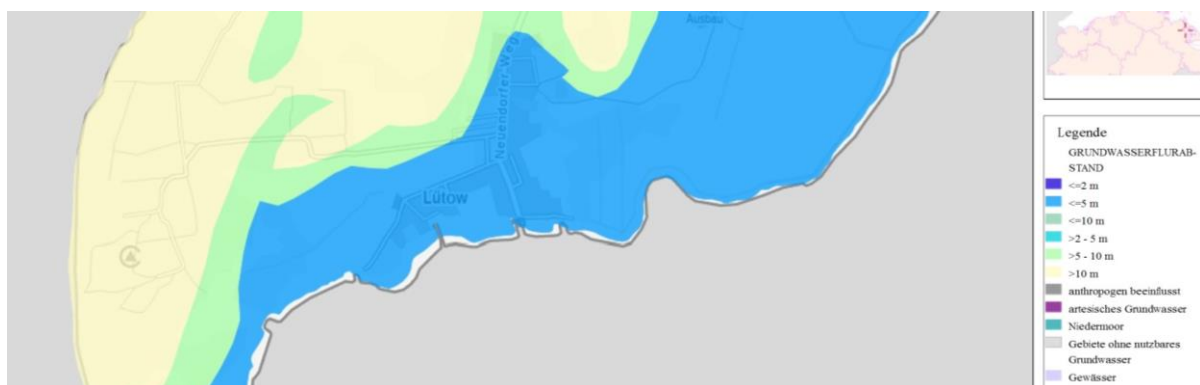 Ausbau
Neuendorfer Weg
Lütow
Legende
GRUNDWASSERFLURAB-
STAND
<=2 m
<=5 m
<=10 m
>2 - 5 m
>5 - 10 m
>10 m
anthropogen beeinflusst
artesisches Grundwasser
Niedermoor
Gebiete ohne nutzbares
Grundwasser
Gewässer